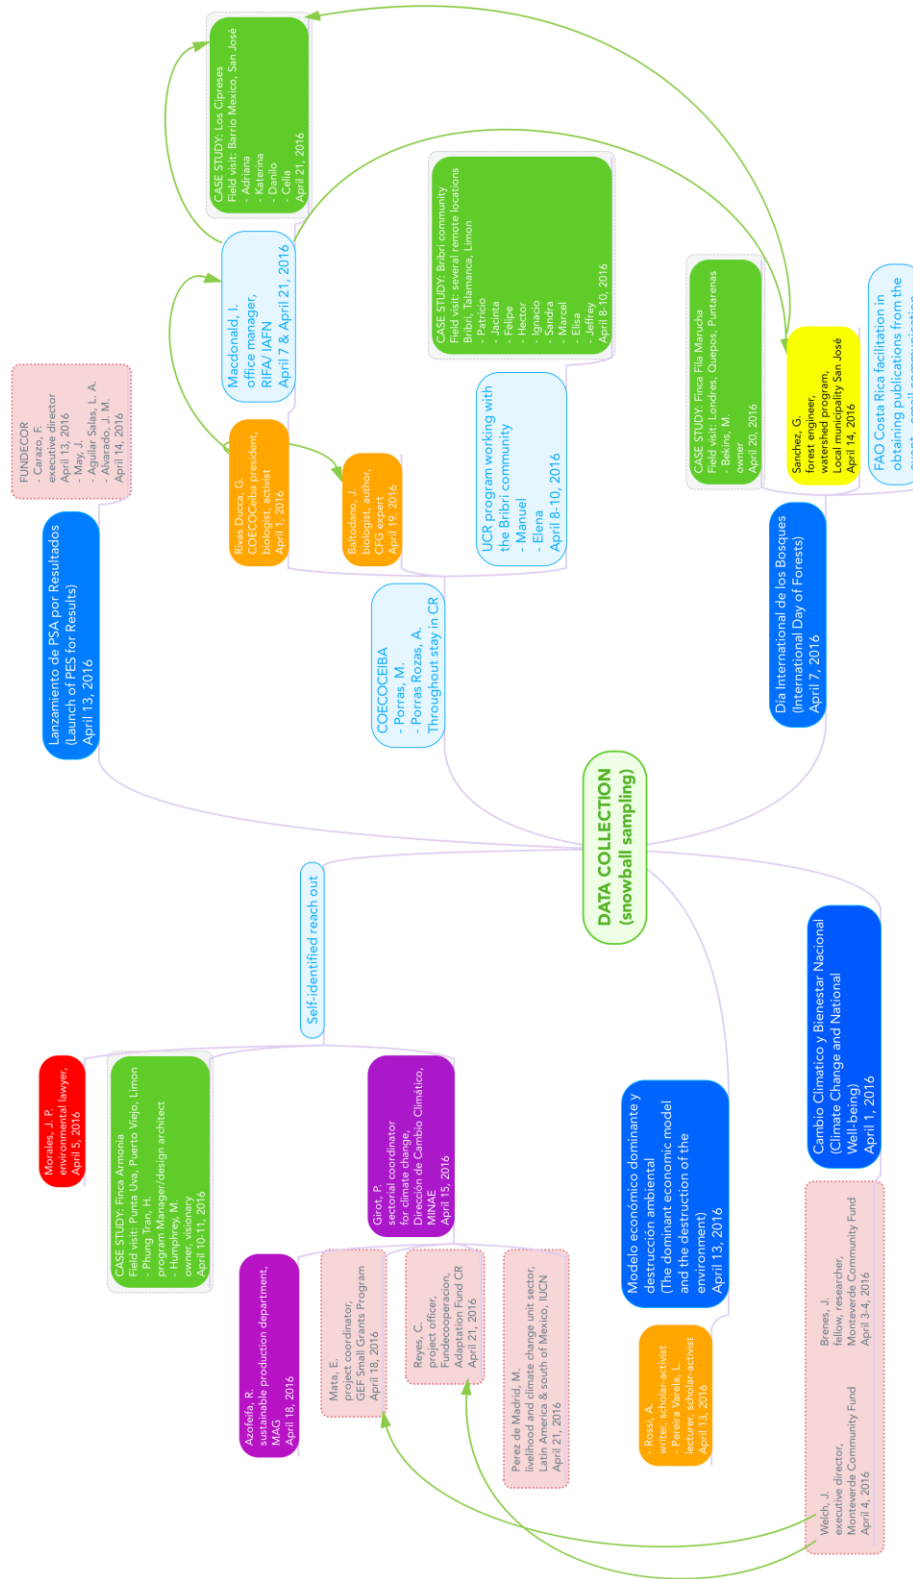 DATA COLLECTION
(snowball sampling)
Lanzamiento de PSA por Resultados
(Launch of PES for Results)
April 13, 2016
FUNDECOR
- Carazo, F.
executive director
April 13, 2016
- May, J.
- Aguilar Salas, L. A.
- Alvarado, J. M.
April 14, 2016
COECOCEIBA
- Porras, M.
- Porras Rozas, A.
Throughout stay in CR
Rivas Ducca, G.
COECOCeiba president,
biologist, activist
April 1, 2016
Macdonald, I.
office manager,
RIFA/ IAFN
April 7 & April 21, 2016
CASE STUDY: Los Cipreses
Field visit: Barrio Mexico, San José
- Adriana
- Katerina
- Danilo
- Celia
April 21, 2016
Baltodano, J.
biologist, author,
CFG expert
April 19, 2016
UCR program working with
the Bribri community
- Manuel
- Elena
April 8-10, 2016
CASE STUDY: Bribri community
Field visit: several remote locations
Bribri, Talamanca, Limon
- Patricio
- Jacinta
- Felipe
- Hector
- Ignacio
- Sandra
- Marcel
- Elisa
- Jeffrey
April 8-10, 2016
Dia International de los Bosques
(International Day of Forests)
April 7, 2016
CASE STUDY: Finca Fila Marucha
Field visit: Londres, Quepos, Puntarenas
- Bekins, M.
owner
April 20, 2016
Sanchez, G.
forest engineer,
watershed program,
Local municipality San José
April 14, 2016
FAO Costa Rica facilitation in
obtaining publications from the
Self-identified reach out
Morales, J. P.
environmental lawyer,
April 5, 2016
CASE STUDY: Finca Armonia
Field visit: Punta Uva, Puerto Viejo, Limon
- Phung Tran, H.
program Manager/design architect
- Humphrey, M.
owner, visionary
April 10-11, 2016
Girot, P.
sectorial coordinator
for climate change,
Dirección de Cambio Climático,
MINAE
April 15, 2016
Azofeifa, R.
sustainable production department,
MAG
April 18, 2016
Mata, E.
project coordinator,
GEF Small Grants Program
April 18, 2016
Reyes, C.
project officer,
Fundecooperacion,
Adaptation Fund CR
April 21, 2016
Perez de Madrid, M.
livelihood and climate change unit sector,
Latin America & south of Mexico, IUCN
April 21, 2016
Modelo económico dominante y
destrucción ambiental
(The dominant economic model
and the destruction of the
environment)
April 13, 2016
- Rossi, A.
writer, scholar-activist
- Pereira Varela, L.
lecturer, scholar-activist
April 13, 2016
Cambio Climatico y Bienestar Nacional
(Climate Change and National
Well-being)
April 1, 2016
Brenes, J.
fellow, researcher,
Monteverde Community Fund
April 3-4, 2016
Welch, J.
executive director,
Monteverde Community Fund
April 4, 2016